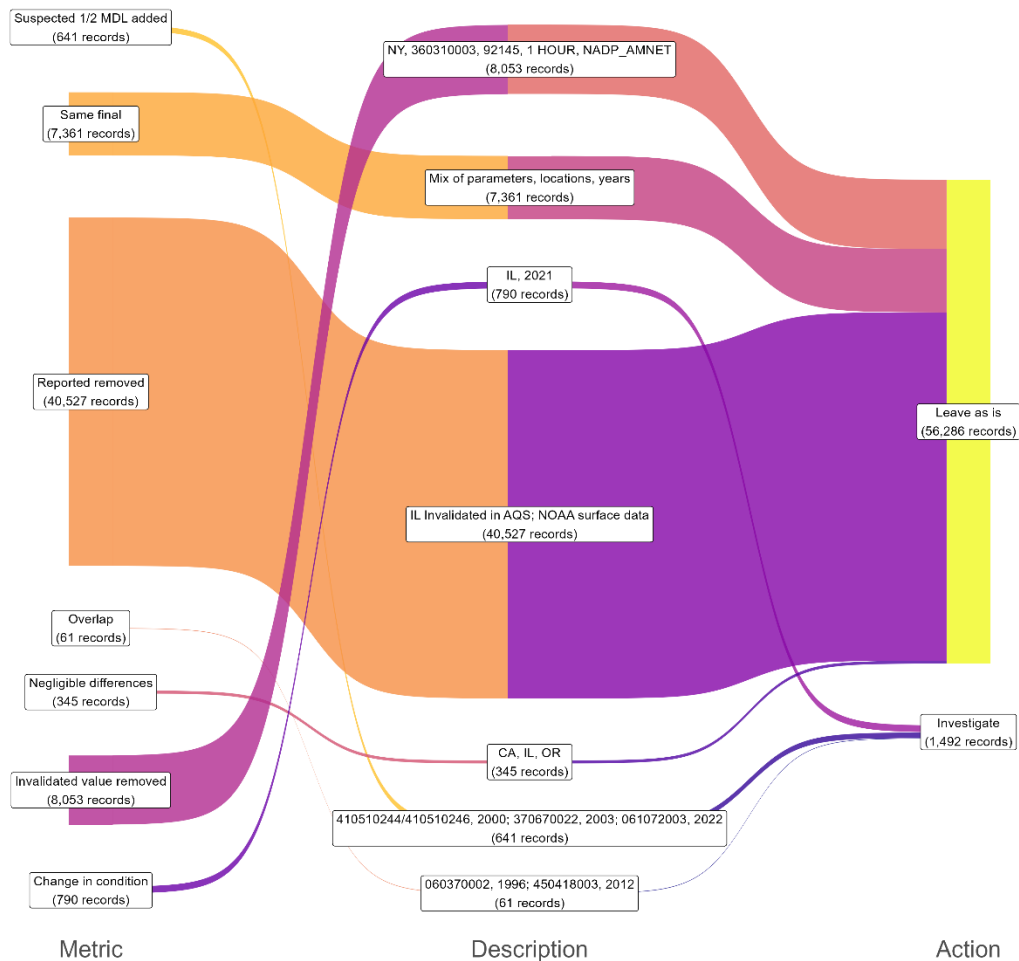 Suspected 1/2 MDL added
(641 records)
Same final
(7,361 records)
Reported removed
(40,527 records)
Overlap
(61 records)
Negligible differences
(345 records)
Invalidated value removed
(8,053 records)
Change in condition
(790 records)
NY, 360310003, 92145, 1 HOUR, NADP_AMNET
(8,053 records)
Mix of parameters, locations, years
(7,361 records)
IL, 2021
(790 records)
IL Invalidated in AQS; NOAA surface data
(40,527 records)
CA, IL, OR
(345 records)
410510244/410510246, 2000; 370670022, 2003; 061072003, 2022
(641 records)
060370002, 1996; 450418003, 2012
(61 records)
Leave as is
(56,286 records)
Investigate
(1,492 records)
Metric
Description
Action